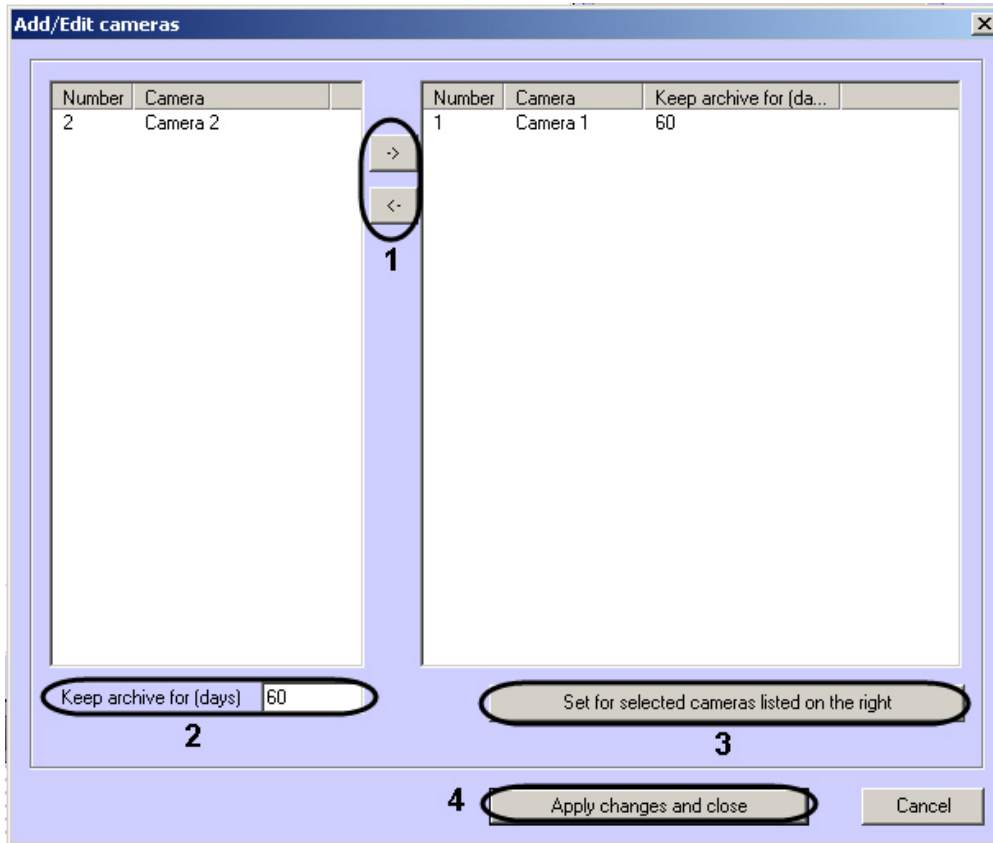 Add/Edit cameras
Number Camera
2 Camera 2
->
<-
1
Number Camera Keep archive for (da...
1 Camera 1 60
Keep archive for (days) 60
2
Set for selected cameras listed on the right
3
4 Apply changes and close
Cancel